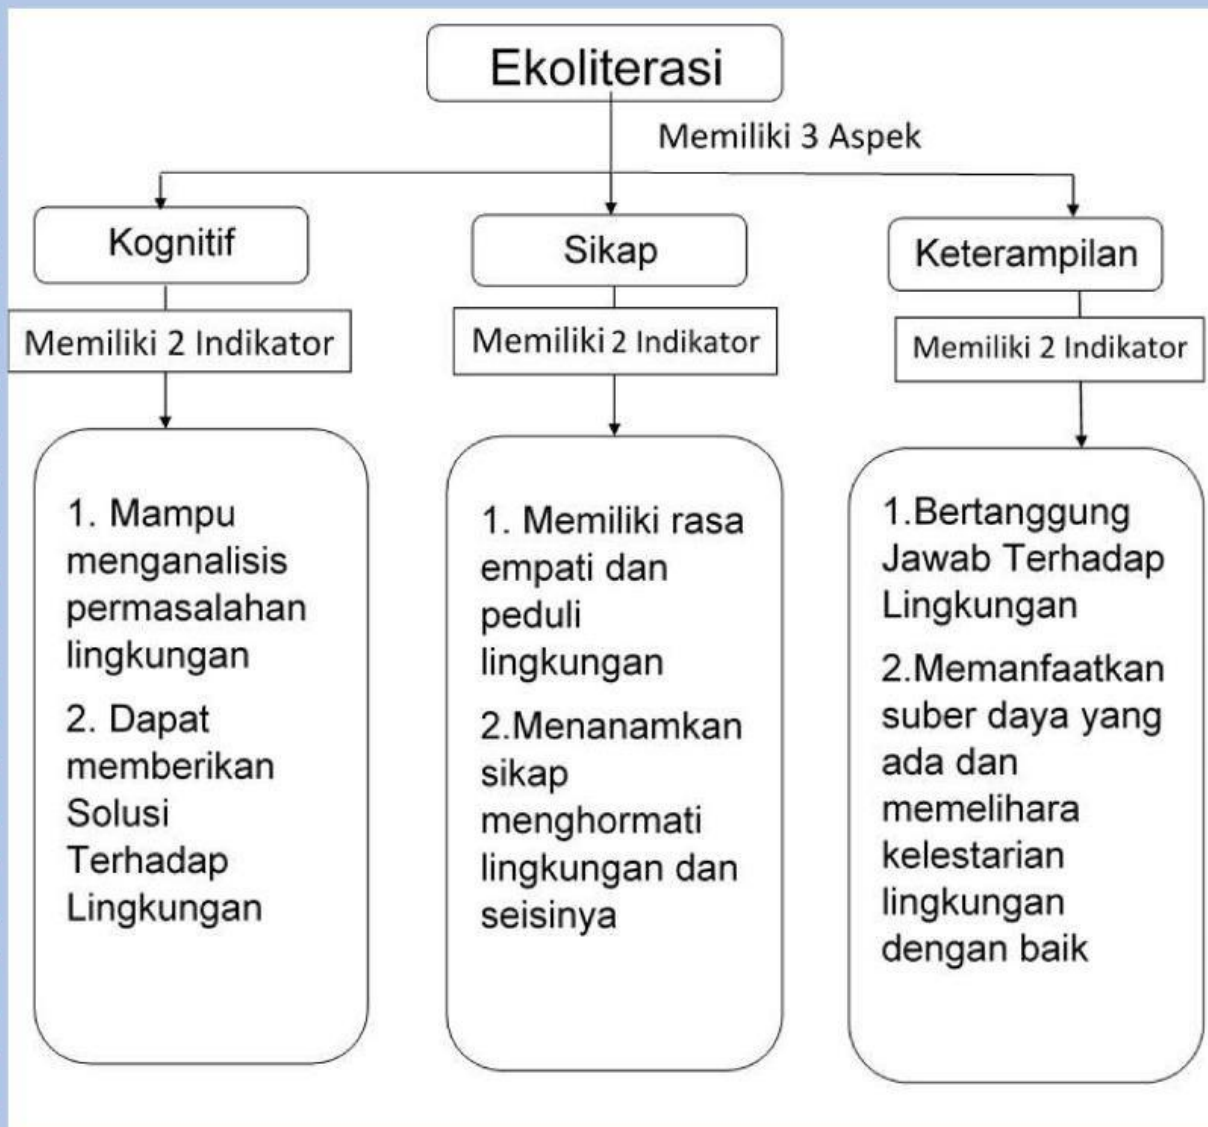 Ekoliterasi
Memiliki 3 Aspek
Kognitif
Sikap
Keterampilan
Memiliki 2 Indikator
Memiliki 2 Indikator
Memiliki 2 Indikator
1. Mampu
menganalisis
permasalahan
lingkungan
2. Dapat
memberikan
Solusi
Terhadap
Lingkungan
1. Memiliki rasa
empati dan
peduli
lingkungan
2.Menanamkan
sikap
menghormati
lingkungan dan
seisinya
1.Bertanggung
Jawab Terhadap
Lingkungan
2.Memanfaatkan
suber daya yang
ada dan
memelihara
kelestarian
lingkungan
dengan baik